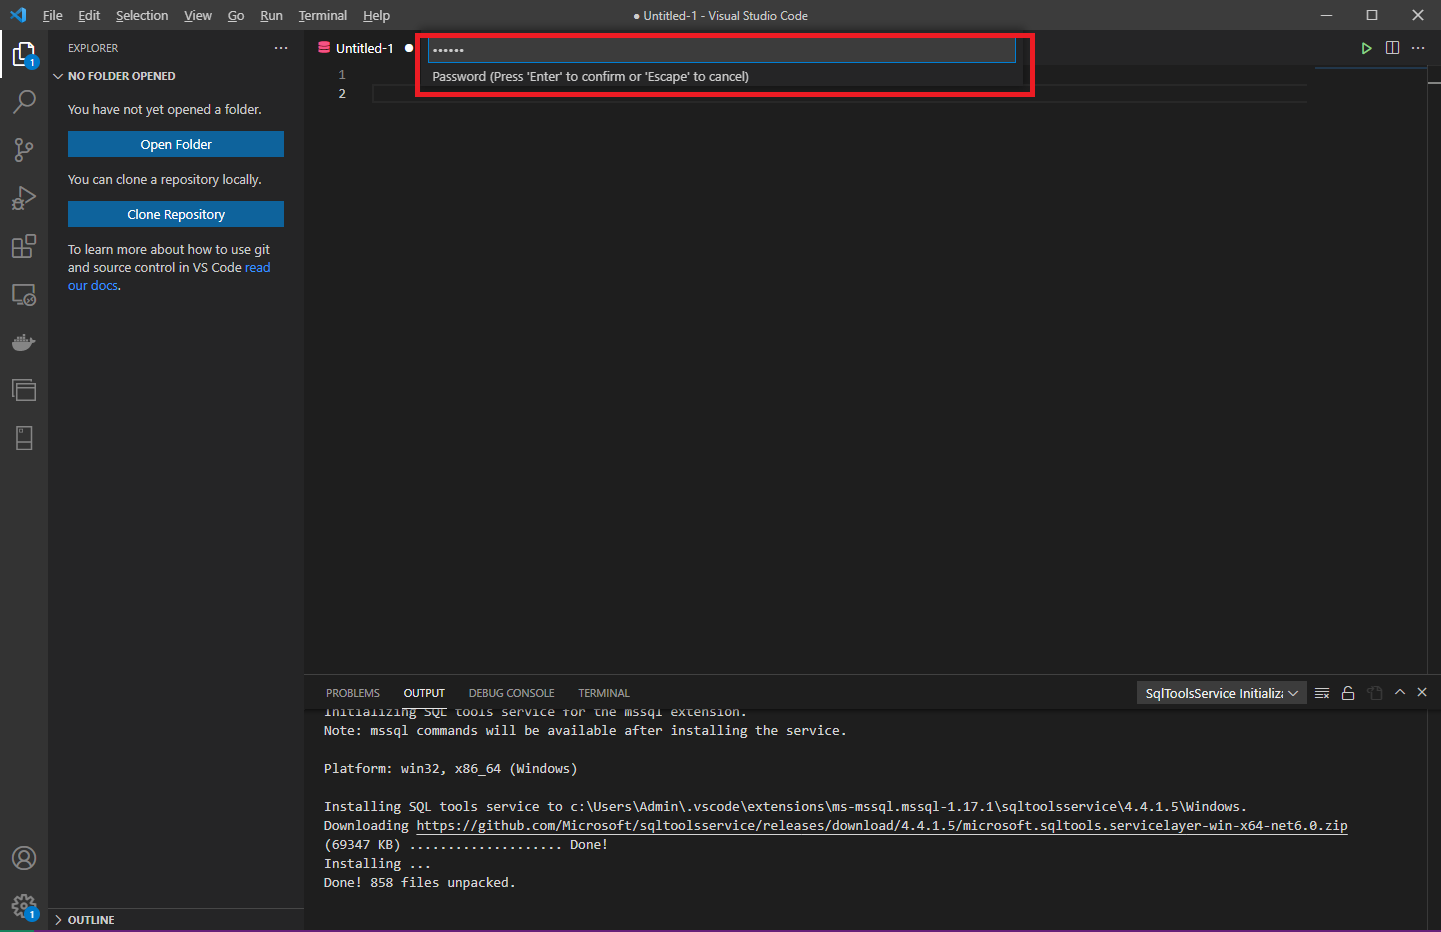 File Edit Selection View Go Run Terminal Help
● Untitled-1 - Visual Studio Code
EXPLORER
NO FOLDER OPENED
You have not yet opened a folder.
Open Folder
You can clone a repository locally.
Clone Repository
To learn more about how to use git
and source control in VS Code read
our docs.
OUTLINE
1
1
Untitled-1
••••••
Password (Press 'Enter' to confirm or 'Escape' to cancel)
1
2
PROBLEMS OUTPUT DEBUG CONSOLE TERMINAL
SqlToolsService Initializa
Initializing SQL tools service for the mssql extension.
Note: mssql commands will be available after installing the service.
Platform: win32, x86_64 (Windows)
Installing SQL tools service to c:\Users\Admin\.vscode\extensions\ms-mssql.mssql-1.17.1\sqltoolsservice\4.4.1.5\Windows.
Downloading https://github.com/Microsoft/sqltoolsservice/releases/download/4.4.1.5/microsoft.sqltools.servicelayer-win-x64-net6.0.zip
(69347 KB) .................... Done!
Installing ...
Done! 858 files unpacked.